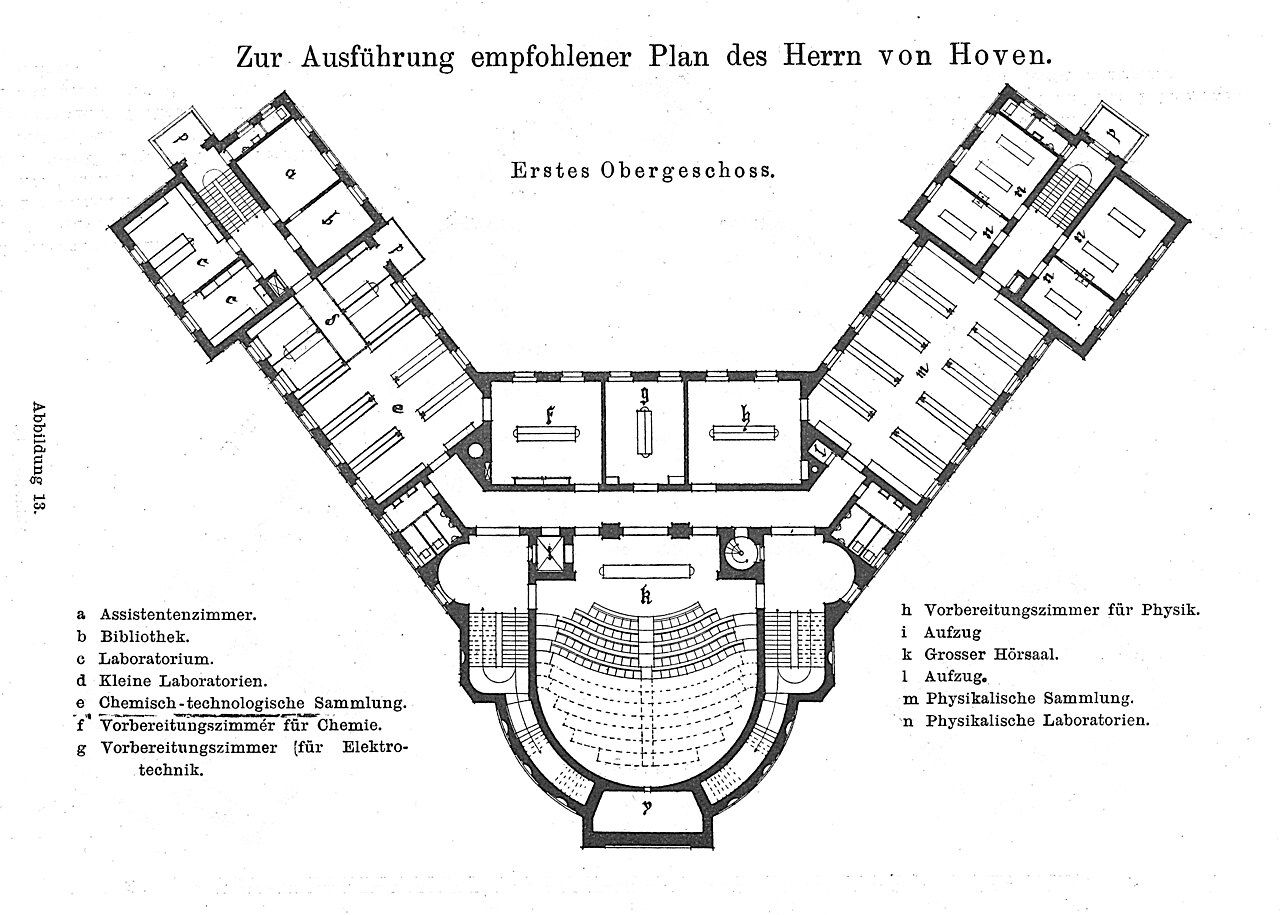 Zur Ausführung empfohlener Plan des Herrn von Hoven.
Erstes Obergeschoss.
Abbildung 13.
p
a
b
p
c
c
d
e
f
g
h
i
k
l
m
n
n
n
n
p
p
a Assistentenzimmer.
b Bibliothek.
c Laboratorium.
d Kleine Laboratorien.
e Chemisch-technologische Sammlung.
f Vorbereitungszimmer für Chemie.
g Vorbereitungszimmer (für Elektro-
technik.
h Vorbereitungszimmer für Physik.
i Aufzug
k Grosser Hörsaal.
l Aufzug.
m Physikalische Sammlung.
n Physikalische Laboratorien.